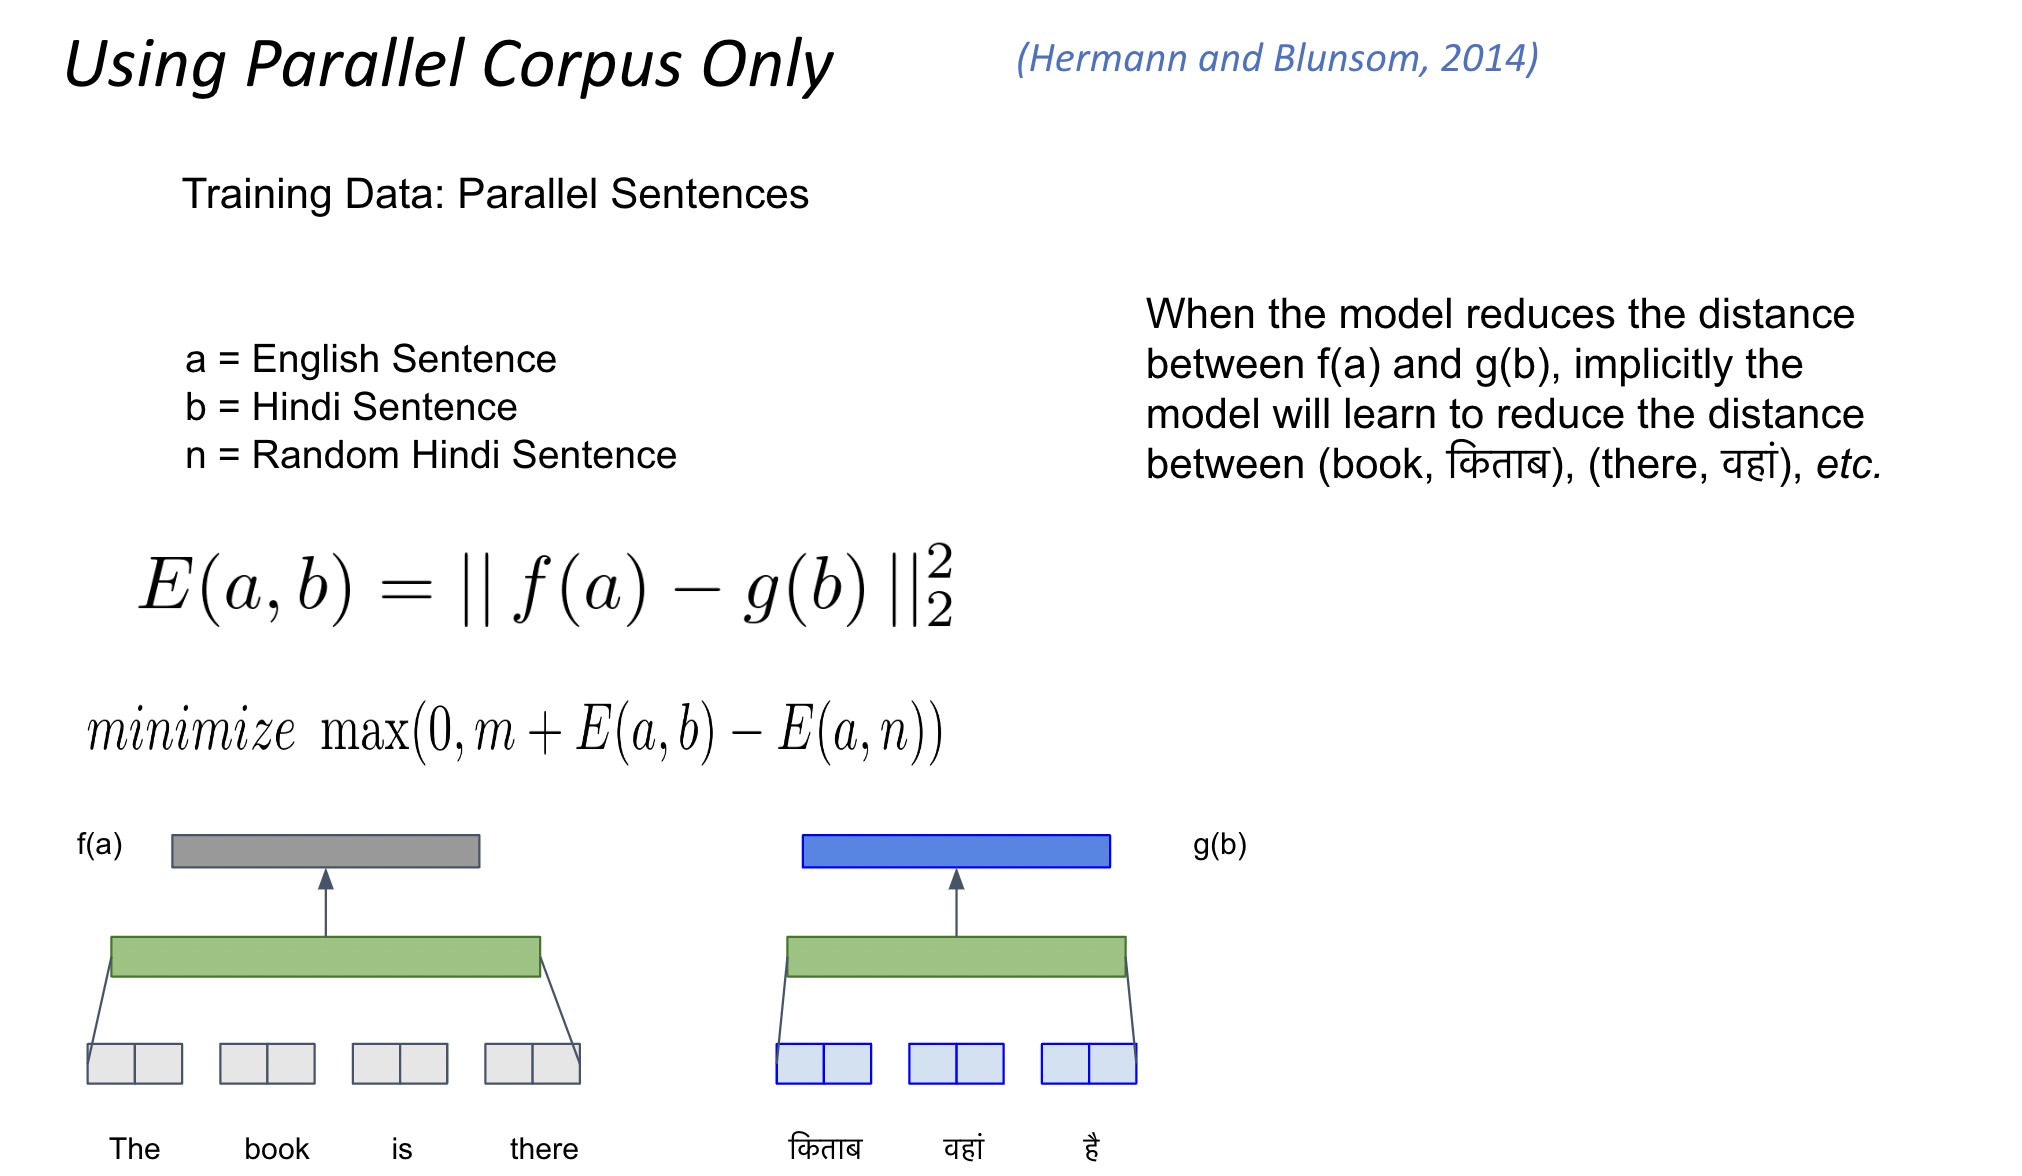 Using Parallel Corpus Only
(Hermann and Blunsom, 2014)
Training Data: Parallel Sentences
a = English Sentence
b = Hindi Sentence
n = Random Hindi Sentence
When the model reduces the distance
between f(a) and g(b), implicitly the
model will learn to reduce the distance
between (book, किताब), (there, वहां), etc.
E(a, b) = || f(a) − g(b) ||₂²
minimize max(0, m + E(a, b) − E(a, n))
f(a)
g(b)
The book is there
किताब वहां है